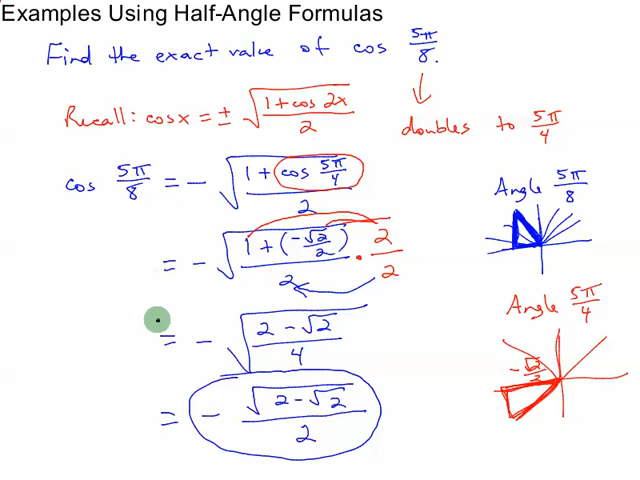 Examples Using Half-Angle Formulas
Find the exact value of cos 5π/8.
Recall: cosx = ± √((1 + cos 2x)/2)
doubles to 5π/4
cos 5π/8 = - √((1 + cos 5π/4)/2)
Angle 5π/8
= - √((1 + (-√2/2))/2 · 2/2)
Angle 5π/4
= - √((2 - √2)/4)
-√2/2
= - √(2 - √2)/2